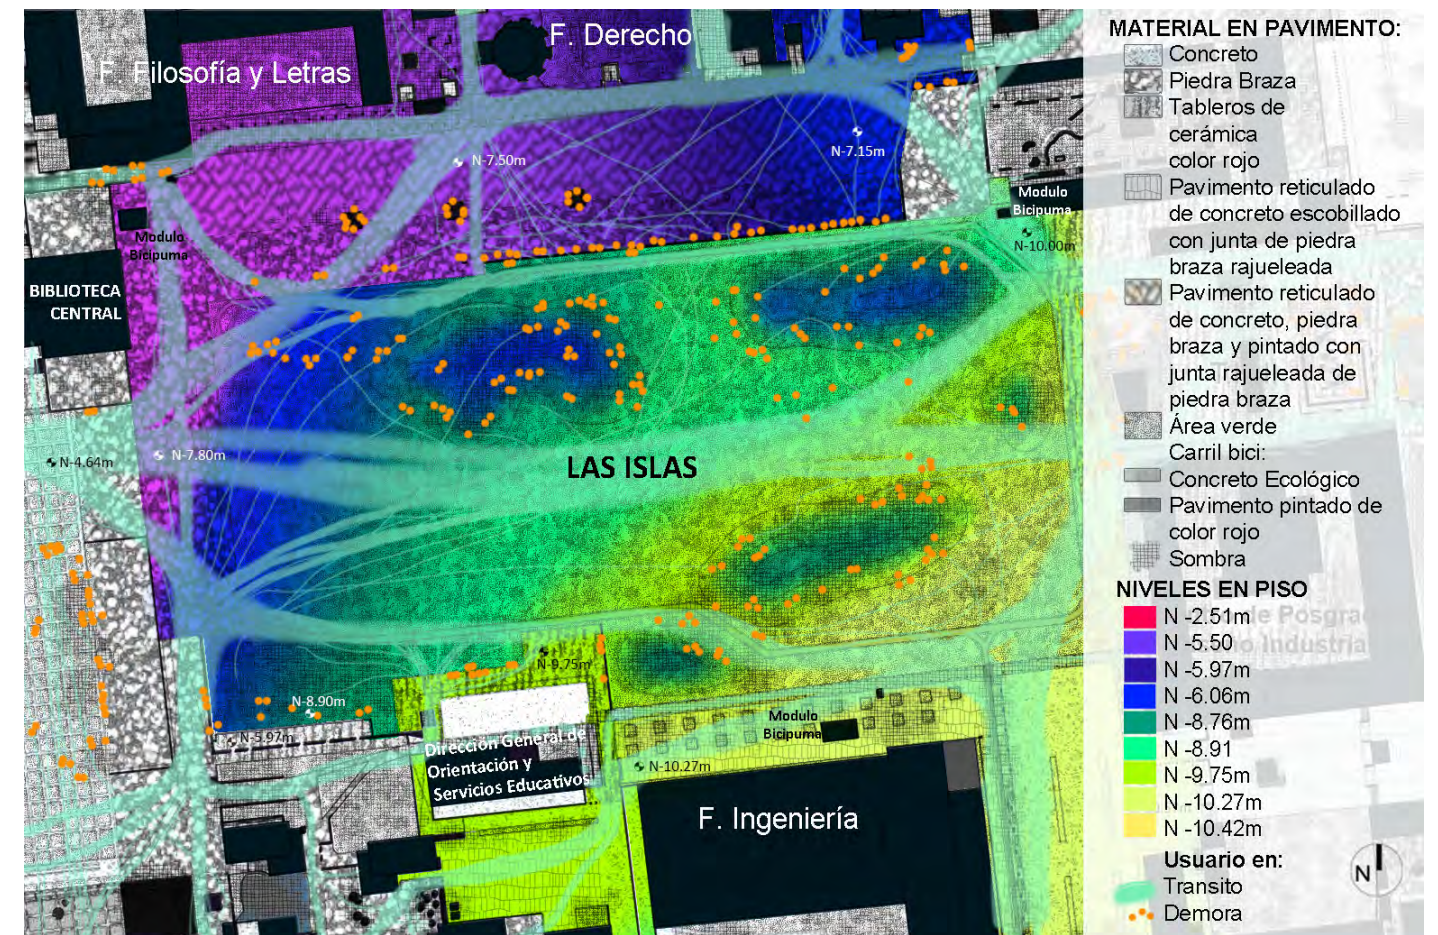 F. Derecho
F. Filosofía y Letras
N-7.50m
N-7.15m
Modulo
Bicipuma
N-10.00m
Modulo
Bicipuma
BIBLIOTECA
CENTRAL
N-4.64m
N-7.80m
LAS ISLAS
N-9.75m
N-8.90m
N-5.97m
Dirección General de
Orientación y
Servicios Educativos
Modulo
Bicipuma
N-10.27m
F. Ingeniería
MATERIAL EN PAVIMENTO:
Concreto
Piedra Braza
Tableros de
cerámica
color rojo
Pavimento reticulado
de concreto escobillado
con junta de piedra
braza rajueleada
Pavimento reticulado
de concreto, piedra
braza y pintado con
junta rajueleada de
piedra braza
Área verde
Carril bici:
Concreto Ecológico
Pavimento pintado de
color rojo
Sombra
NIVELES EN PISO
N -2.51m
N -5.50
N -5.97m
N -6.06m
N -8.76m
N -8.91
N -9.75m
N -10.27m
N -10.42m
de Posgra
o Industria
Usuario en:
Transito
Demora
N